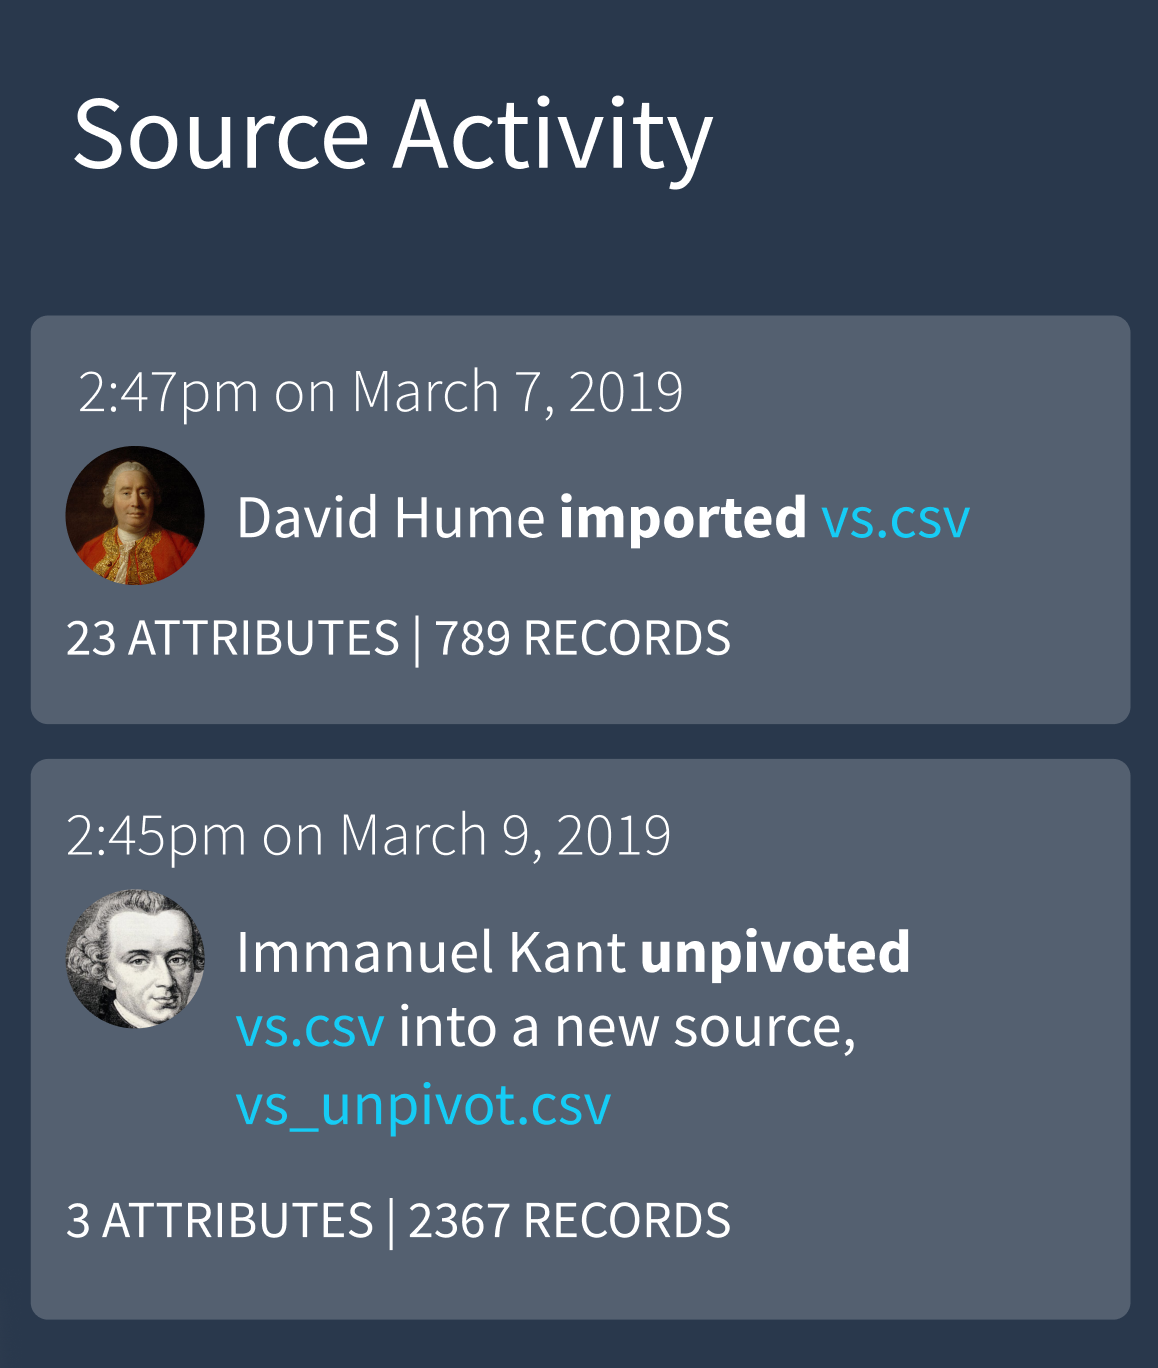 Source Activity
2:47pm on March 7, 2019
David Hume imported vs.csv
23 ATTRIBUTES | 789 RECORDS
2:45pm on March 9, 2019
Immanuel Kant unpivoted
vs.csv into a new source,
vs_unpivot.csv
3 ATTRIBUTES | 2367 RECORDS